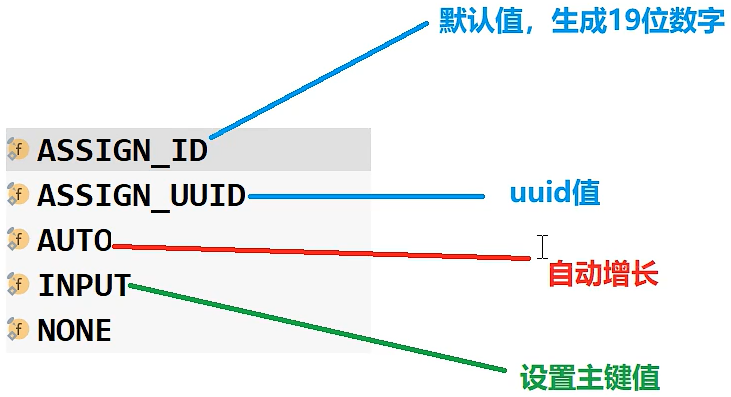 默认值，生成19位数字
ASSIGN_ID
ASSIGN_UUID
uuid值
AUTO
自动增长
INPUT
NONE
设置主键值